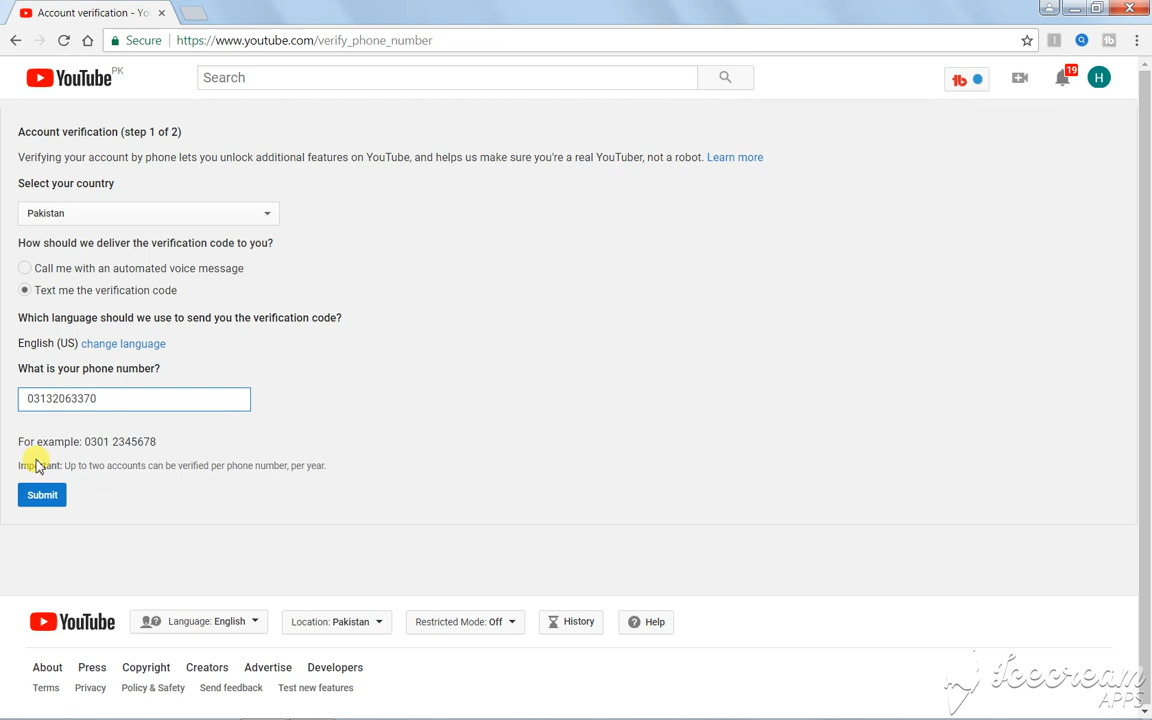 Account verification - Yo
Secure https://www.youtube.com/verify_phone_number
YouTube PK
Search
tb
19
H
Account verification (step 1 of 2)
Verifying your account by phone lets you unlock additional features on YouTube, and helps us make sure you're a real YouTuber, not a robot. Learn more
Select your country
Pakistan
How should we deliver the verification code to you?
Call me with an automated voice message
Text me the verification code
Which language should we use to send you the verification code?
English (US) change language
What is your phone number?
03132063370
For example: 0301 2345678
Important: Up to two accounts can be verified per phone number, per year.
Submit
YouTube Language: English Location: Pakistan Restricted Mode: Off History Help
About Press Copyright Creators Advertise Developers
Terms Privacy Policy & Safety Send feedback Test new features
Icecream
APPS